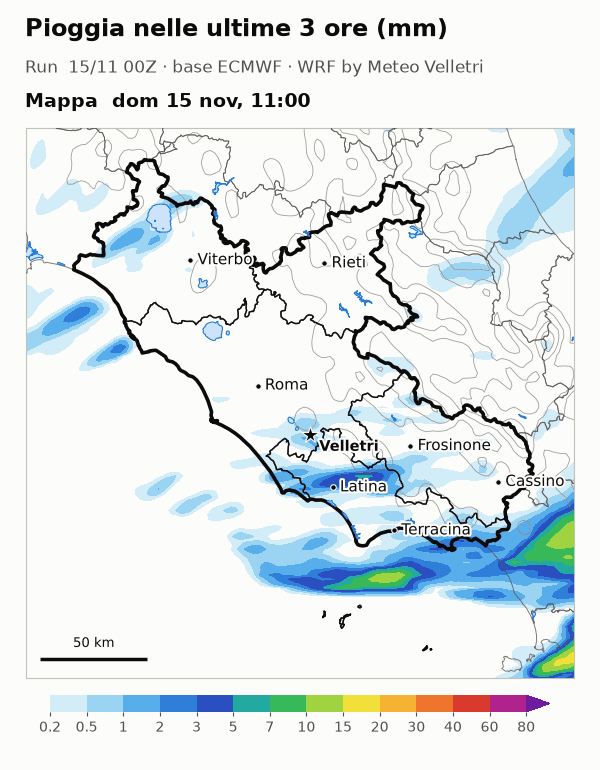 Pioggia nelle ultime 3 ore (mm)
Run  15/11 00Z · base ECMWF · WRF by Meteo Velletri
Mappa  dom 15 nov, 11:00
Viterbo
Rieti
Roma
Velletri
Frosinone
Latina
Cassino
Terracina
50 km
0.2 0.5 1 2 3 5 7 10 15 20 30 40 60 80